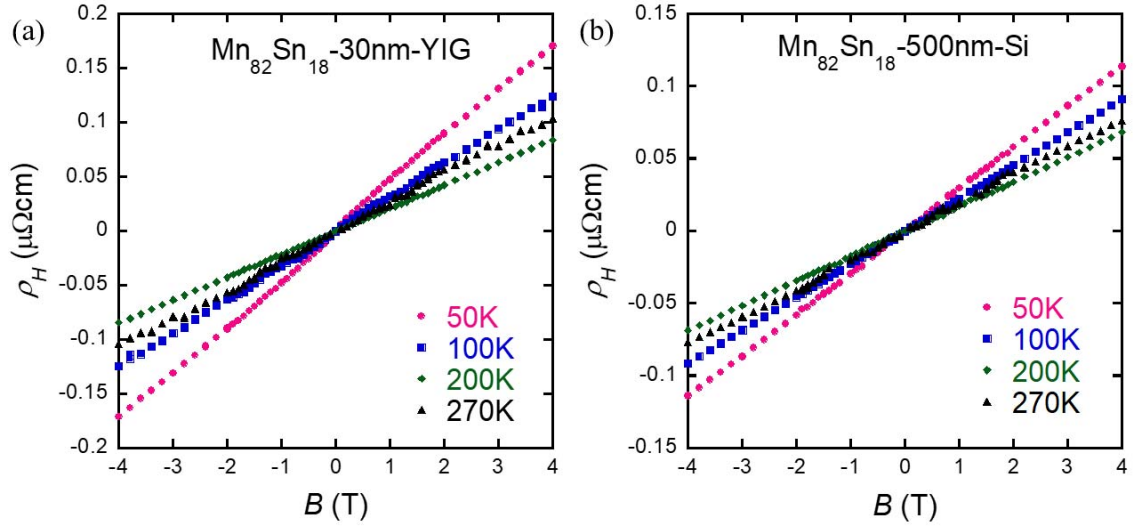 (a)
Mn82Sn18-30nm-YIG
ρH (μΩcm)
0.2
0.15
0.1
0.05
0
-0.05
-0.1
-0.15
-0.2
50K
100K
200K
270K
-4 -3 -2 -1 0 1 2 3 4
B (T)
(b)
Mn82Sn18-500nm-Si
ρH (μΩcm)
0.15
0.1
0.05
0
-0.05
-0.1
0.15
50K
100K
200K
270K
-4 -3 -2 -1 0 1 2 3 4
B (T)